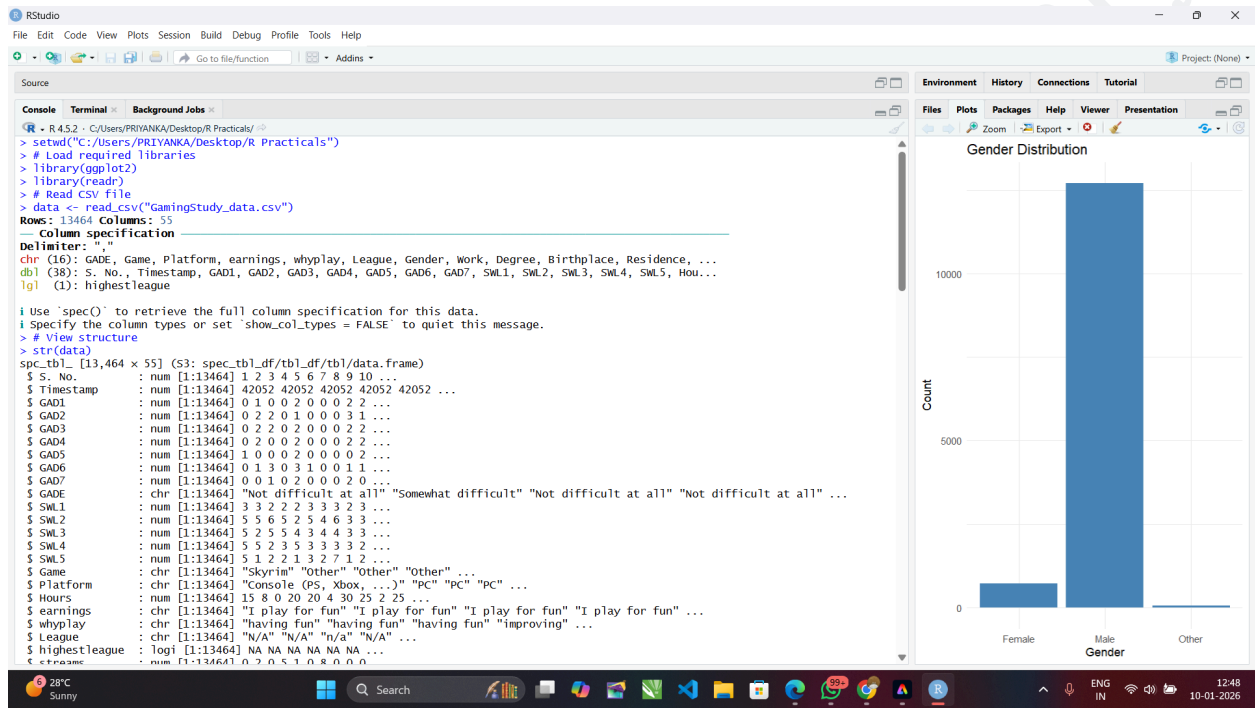 RStudio
File Edit Code View Plots Session Build Debug Profile Tools Help
Go to file/function Addins Project: (None)
Source
Console Terminal Background Jobs
R 4.5.2 · C:/Users/PRIYANKA/Desktop/R Practicals/
> setwd("C:/Users/PRIYANKA/Desktop/R Practicals")
> # Load required libraries
> library(ggplot2)
> library(readr)
> # Read CSV file
> data <- read_csv("GamingStudy_data.csv")
Rows: 13464 Columns: 55
── Column specification ──
Delimiter: ","
chr (16): GADE, Game, Platform, earnings, whyplay, League, Gender, Work, Degree, Birthplace, Residence, ...
dbl (38): S. No., Timestamp, GAD1, GAD2, GAD3, GAD4, GAD5, GAD6, GAD7, SWL1, SWL2, SWL3, SWL4, SWL5, Hou...
lgl (1): highestleague
ℹ Use `spec()` to retrieve the full column specification for this data.
ℹ Specify the column types or set `show_col_types = FALSE` to quiet this message.
> # View structure
> str(data)
spc_tbl_ [13,464 × 55] (S3: spec_tbl_df/tbl_df/tbl/data.frame)
$ S. No. : num [1:13464] 1 2 3 4 5 6 7 8 9 10 ...
$ Timestamp : num [1:13464] 42052 42052 42052 42052 42052 ...
$ GAD1 : num [1:13464] 0 1 0 0 2 0 0 0 2 2 ...
$ GAD2 : num [1:13464] 0 2 2 0 1 0 0 0 3 1 ...
$ GAD3 : num [1:13464] 0 2 2 0 2 0 0 0 2 2 ...
$ GAD4 : num [1:13464] 0 2 0 0 2 0 0 0 2 2 ...
$ GAD5 : num [1:13464] 1 0 0 0 2 0 0 0 0 2 ...
$ GAD6 : num [1:13464] 0 1 3 0 3 1 0 0 1 1 ...
$ GAD7 : num [1:13464] 0 0 1 0 2 0 0 0 2 0 ...
$ GADE : chr [1:13464] "Not difficult at all" "Somewhat difficult" "Not difficult at all" "Not difficult at all" ...
$ SWL1 : num [1:13464] 3 3 2 2 2 3 3 3 2 3 ...
$ SWL2 : num [1:13464] 5 5 6 5 2 5 4 6 3 3 ...
$ SWL3 : num [1:13464] 5 2 5 5 4 3 4 4 3 3 ...
$ SWL4 : num [1:13464] 5 5 2 3 5 3 3 3 3 2 ...
$ SWL5 : num [1:13464] 5 1 2 2 1 3 2 7 1 2 ...
$ Game : chr [1:13464] "Skyrim" "Other" "Other" "Other" ...
$ Platform : chr [1:13464] "Console (PS, Xbox, ...)" "PC" "PC" "PC" ...
$ Hours : num [1:13464] 15 8 0 20 20 4 30 25 2 25 ...
$ earnings : chr [1:13464] "I play for fun" "I play for fun" "I play for fun" "I play for fun" ...
$ whyplay : chr [1:13464] "having fun" "having fun" "having fun" "improving" ...
$ League : chr [1:13464] "N/A" "N/A" "n/a" "N/A" ...
$ highestleague : logi [1:13464] NA NA NA NA NA NA ...
$ streams : num [1:13464] 0 2 0 5 1 0 8 0 0 0
Environment History Connections Tutorial
Files Plots Packages Help Viewer Presentation
Zoom Export
Gender Distribution
10000
5000
0
Count
Female Male Other
Gender
6 28°C
Sunny
Search
99+
ENG
IN
12:48
10-01-2026